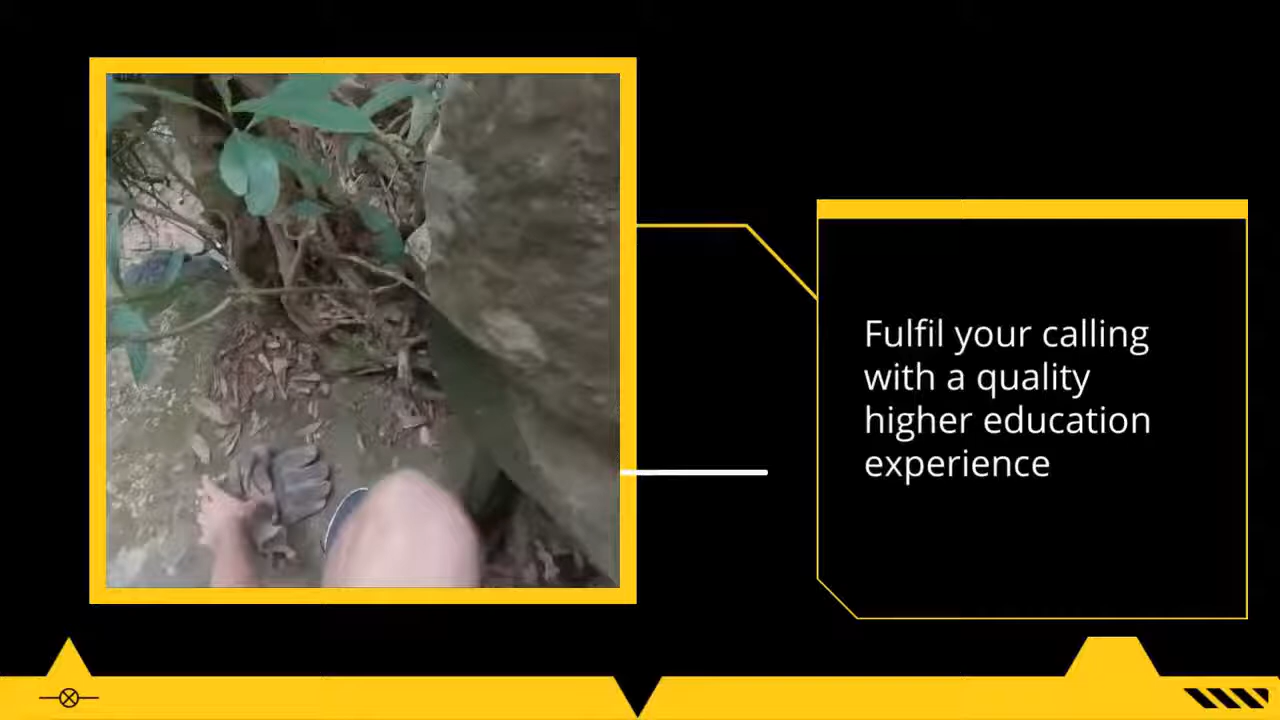 Fulfil your calling
with a quality
higher education
experience